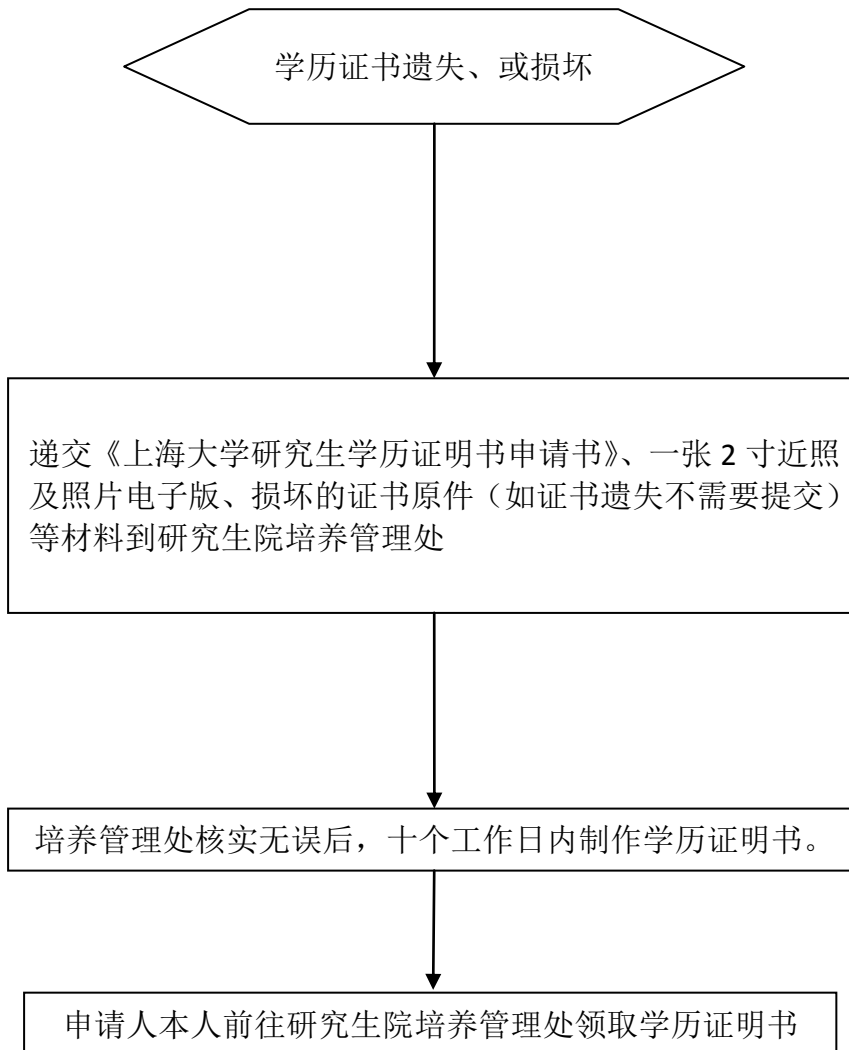 学历证书遗失、或损坏
递交《上海大学研究生学历证明书申请书》、一张 2 寸近照
及照片电子版、损坏的证书原件（如证书遗失不需要提交）
等材料到研究生院培养管理处
培养管理处核实无误后，十个工作日内制作学历证明书。
申请人本人前往研究生院培养管理处领取学历证明书